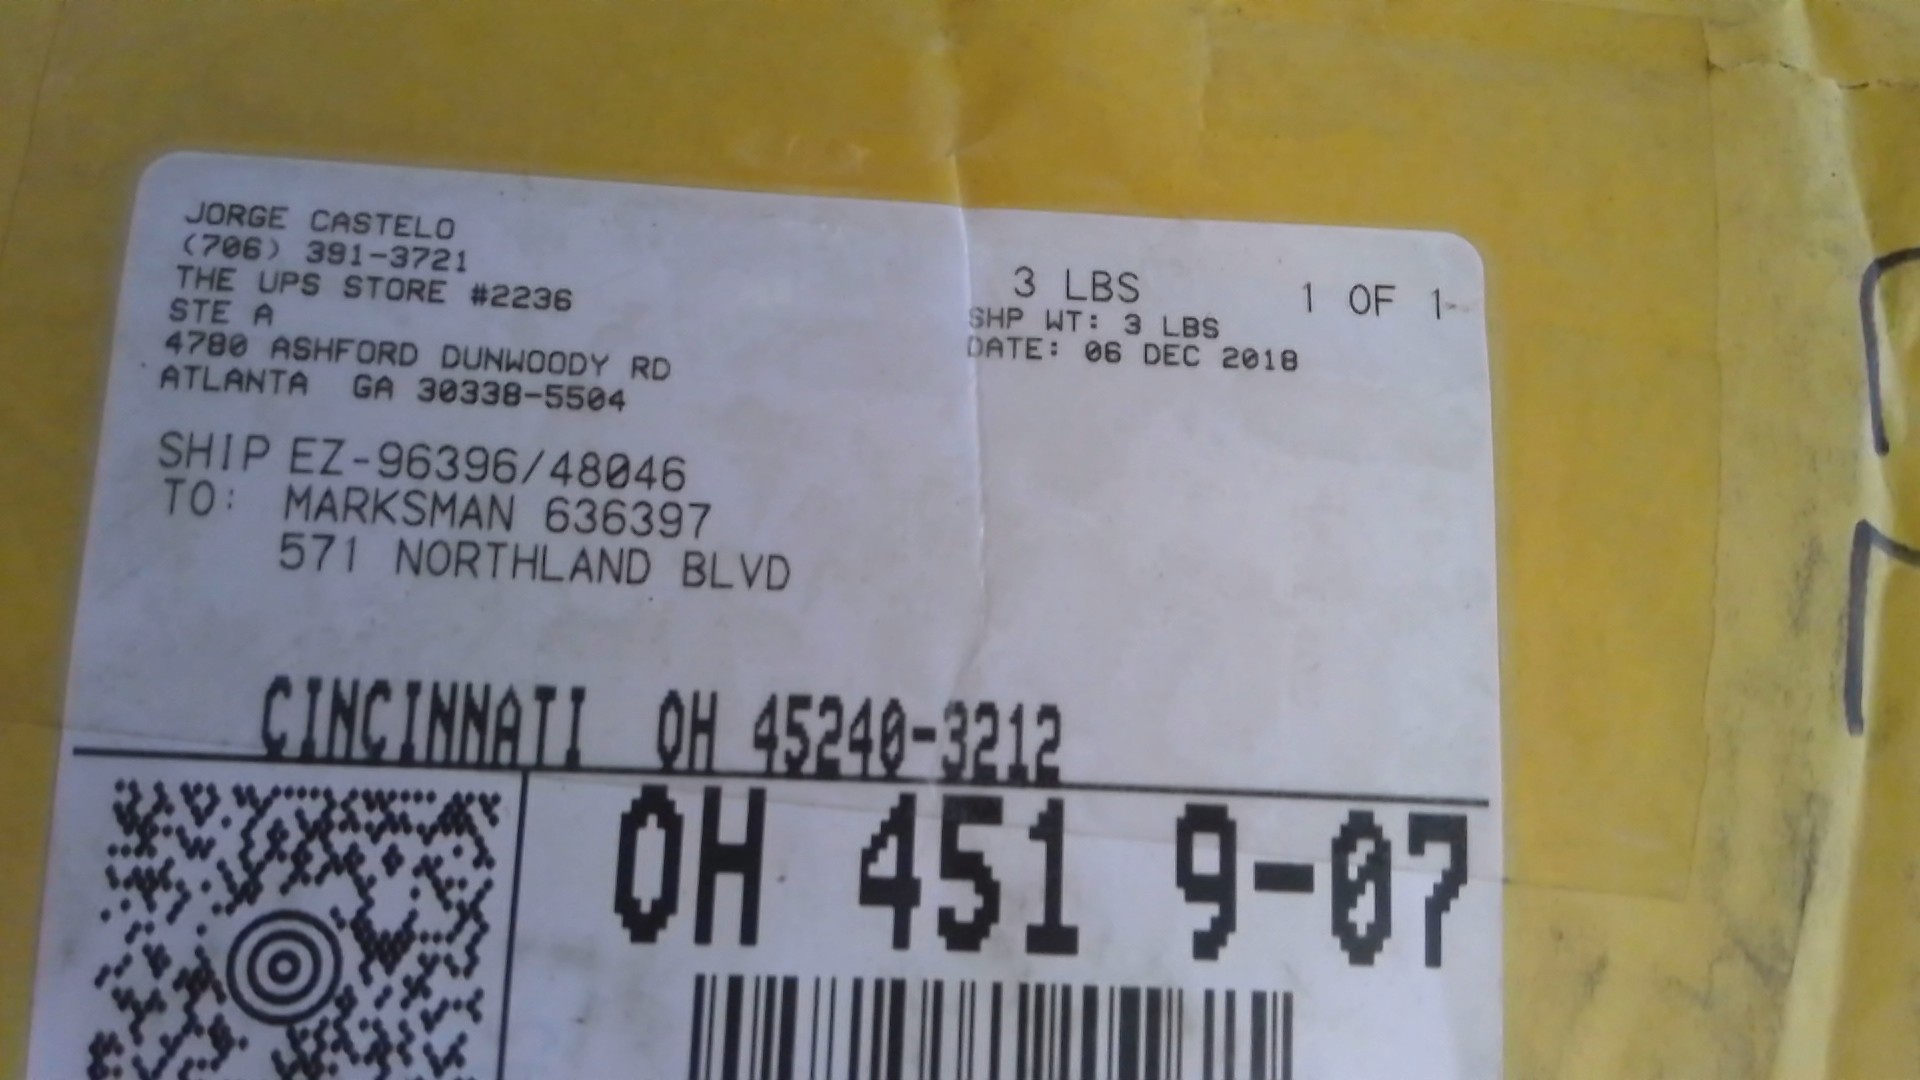 JORGE CASTELO
(706) 391-3721
THE UPS STORE #2236
STE A
4780 ASHFORD DUNWOODY RD
ATLANTA GA 30338-5504
3 LBS 1 OF 1
SHP WT: 3 LBS
DATE: 06 DEC 2018
SHIP EZ-96396/48046
TO: MARKSMAN 636397
571 NORTHLAND BLVD
CINCINNATI OH 45240-3212
OH 451 9-07